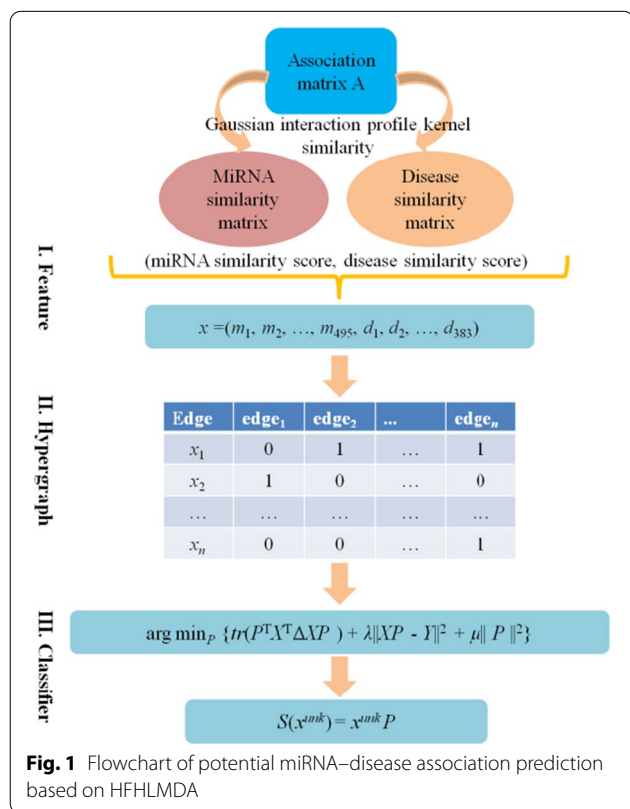 Association
matrix A
Gaussian interaction profile kernel
similarity
MiRNA
similarity
matrix
Disease
similarity
matrix
I. Feature
(miRNA similarity score, disease similarity score)
x =(m₁, m₂, …, m₄₉₅, d₁, d₂, …, d₃₈₃)
II. Hypergraph
Edge edge₁ edge₂ ... edgeₙ
x₁ 0 1 … 1
x₂ 1 0 … 0
… … … … …
xₙ 0 0 … 1
III. Classifier
arg minₚ {tr(PᵀXᵀΔXP ) + λ||XP - Y||² + μ|| P ||²}
S(xᵘⁿᵏ) = xᵘⁿᵏ P
Fig. 1 Flowchart of potential miRNA–disease association prediction
based on HFHLMDA